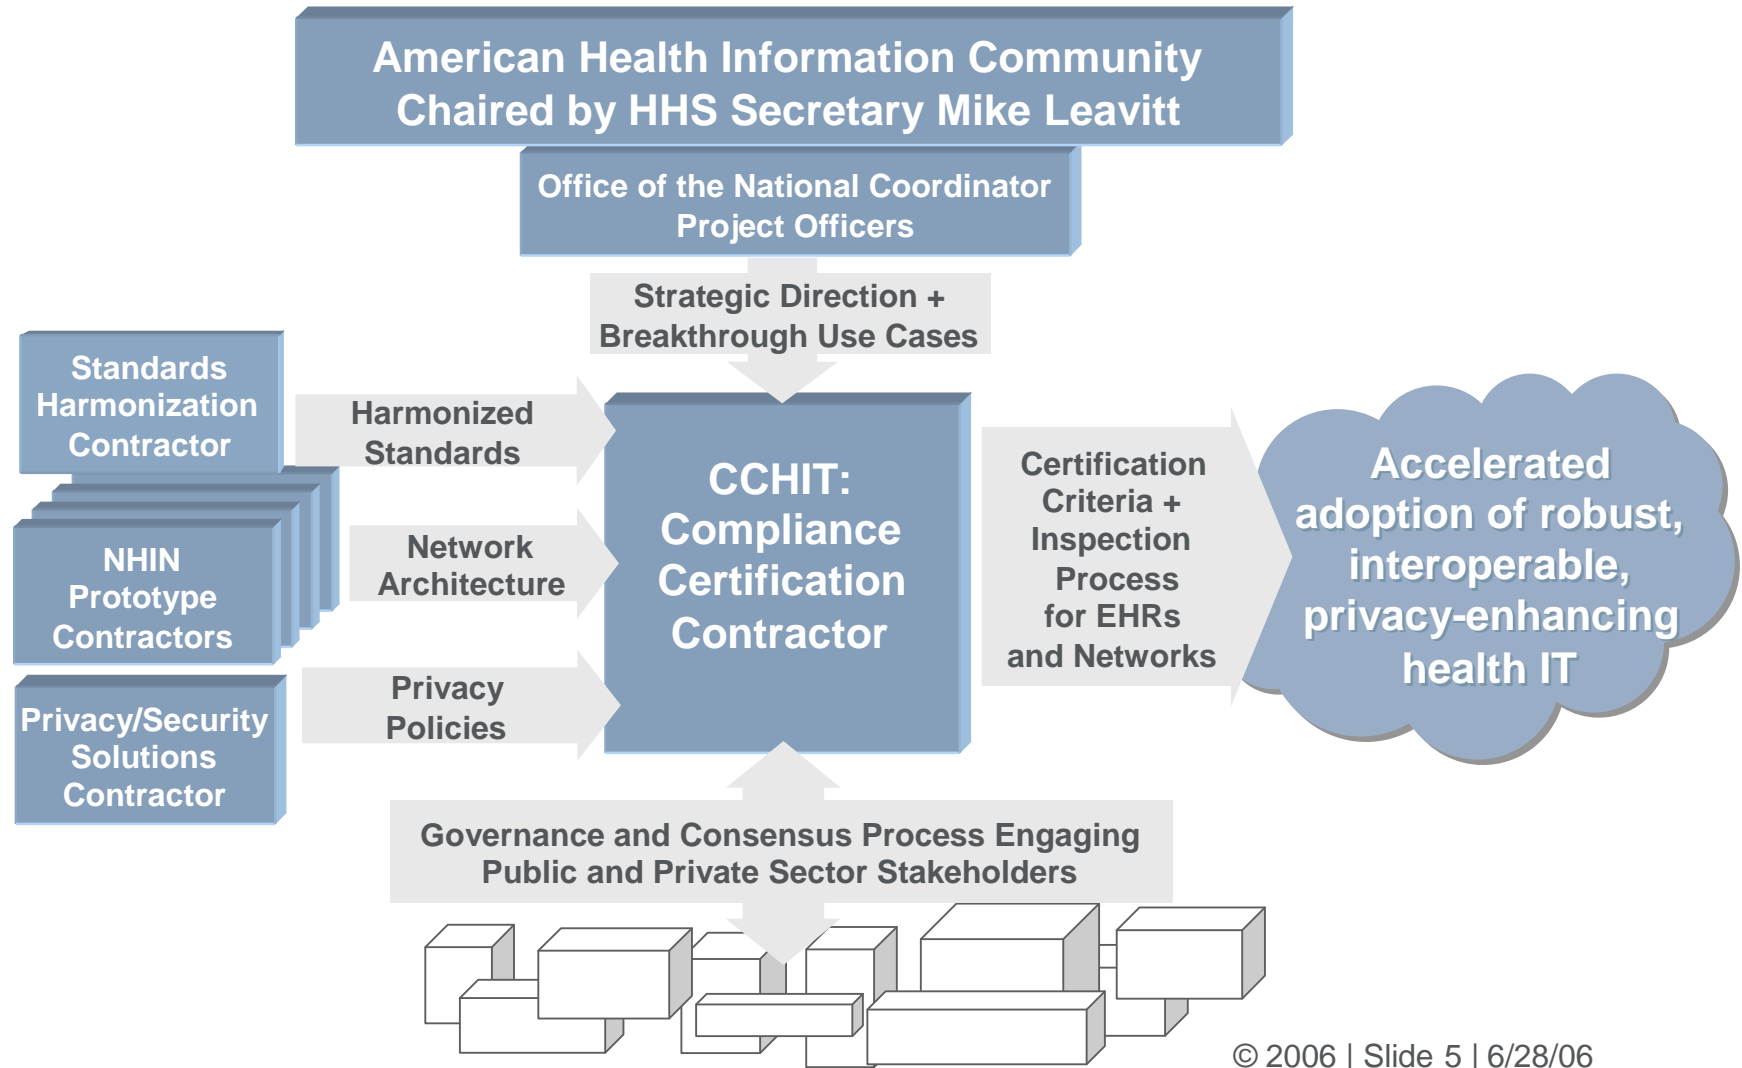 American Health Information Community
Chaired by HHS Secretary Mike Leavitt
Office of the National Coordinator
Project Officers
Strategic Direction +
Breakthrough Use Cases
Standards
Harmonization
Contractor
Harmonized
Standards
NHIN
Prototype
Contractors
Network
Architecture
Privacy/Security
Solutions
Contractor
Privacy
Policies
CCHIT:
Compliance
Certification
Contractor
Certification
Criteria +
Inspection
Process
for EHRs
and Networks
Accelerated
adoption of robust,
interoperable,
privacy-enhancing
health IT
Governance and Consensus Process Engaging
Public and Private Sector Stakeholders
© 2006 | Slide 5 | 6/28/06